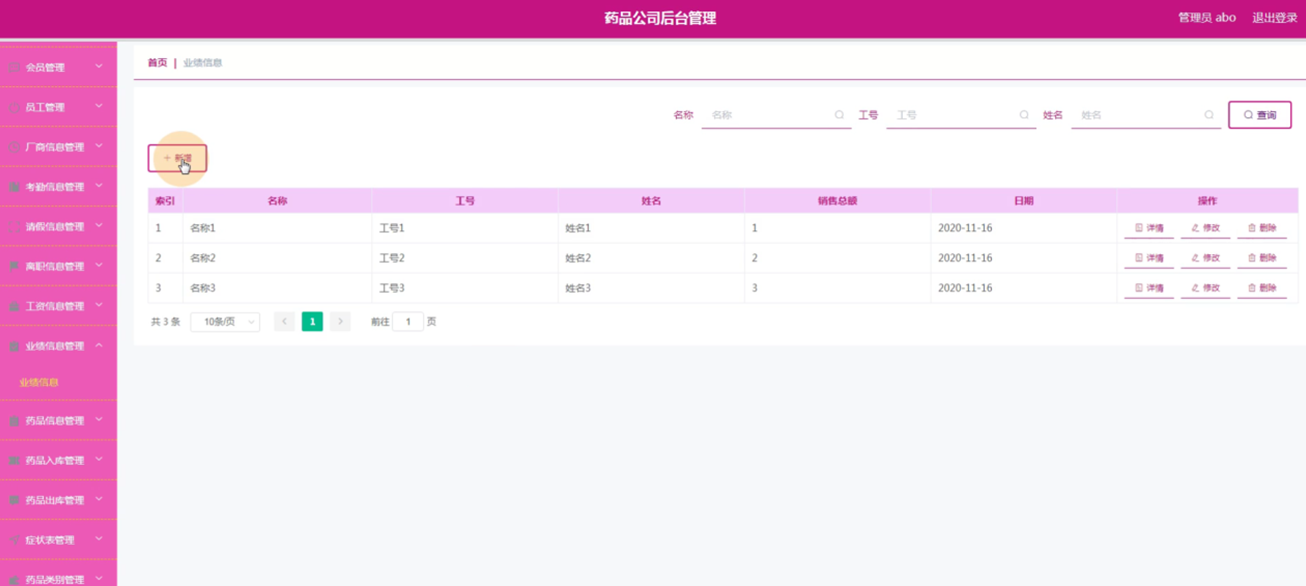 药品公司后台管理
管理员 abo 退出登录
会员管理
员工管理
厂商信息管理
考勤信息管理
请假信息管理
离职信息管理
工资信息管理
业绩信息管理
业绩信息
药品信息管理
药品入库管理
药品出库管理
症状表管理
药品类别管理
首页 | 业绩信息
名称 名称 工号 工号 姓名 姓名 查询
+ 新增
索引 名称 工号 姓名 销售总额 日期 操作
1 名称1 工号1 姓名1 1 2020-11-16 详情 修改 删除
2 名称2 工号2 姓名2 2 2020-11-16 详情 修改 删除
3 名称3 工号3 姓名3 3 2020-11-16 详情 修改 删除
共 3 条 10条/页 < 1 > 前往 1 页